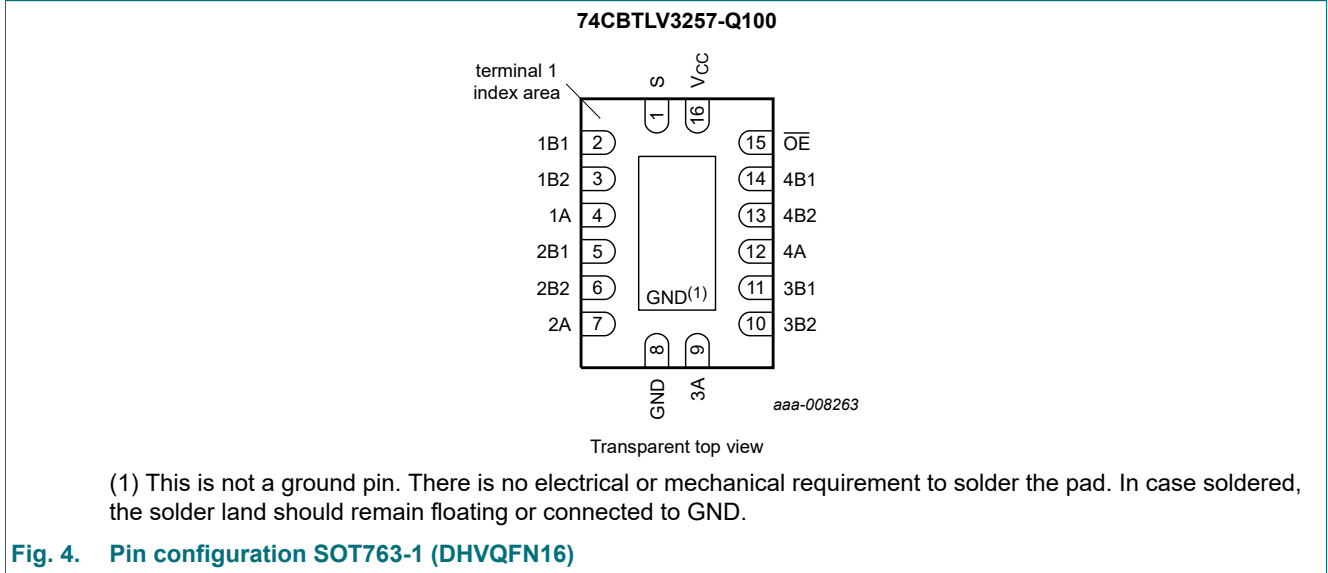 74CBTLV3257-Q100
terminal 1
index area
S
VCC
1
16
1B1
2
15
OE
1B2
3
14
4B1
1A
4
13
4B2
2B1
5
12
4A
2B2
6
11
3B1
GND(1)
2A
7
10
3B2
8
9
GND
3A
aaa-008263
Transparent top view
(1) This is not a ground pin. There is no electrical or mechanical requirement to solder the pad. In case soldered,
the solder land should remain floating or connected to GND.
Fig. 4. Pin configuration SOT763-1 (DHVQFN16)